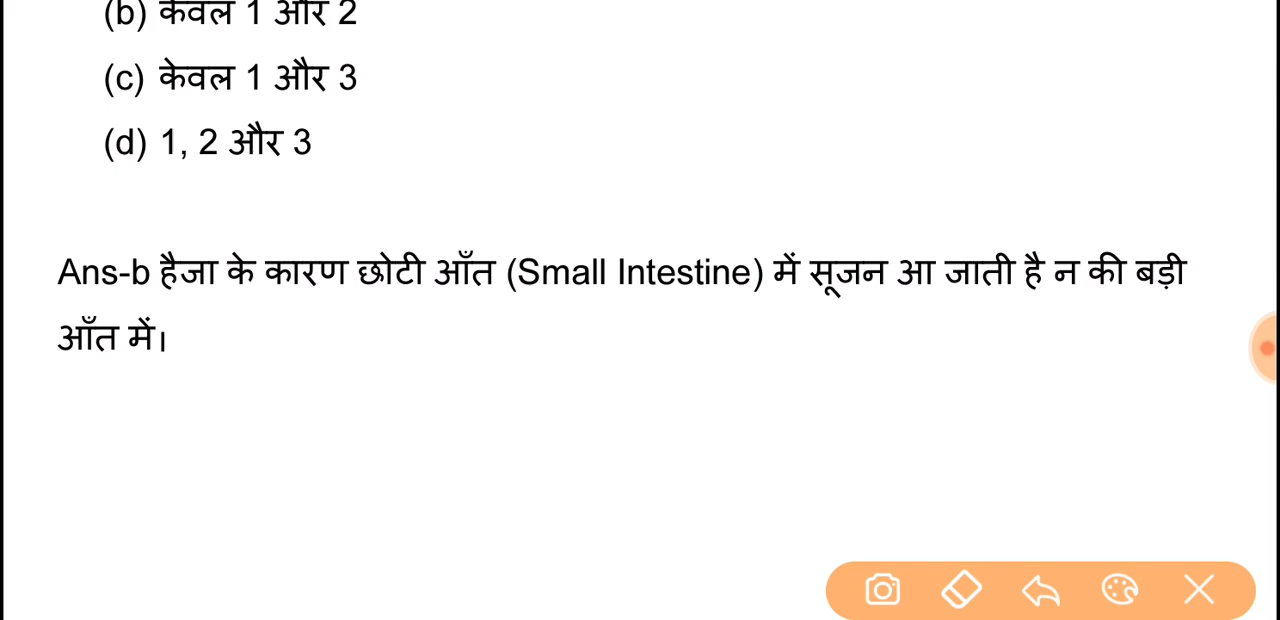 (b) केवल 1 और 2
(c) केवल 1 और 3
(d) 1, 2 और 3
Ans-b हैजा के कारण छोटी आँत (Small Intestine) में सूजन आ जाती है न की बड़ी
आँत में।